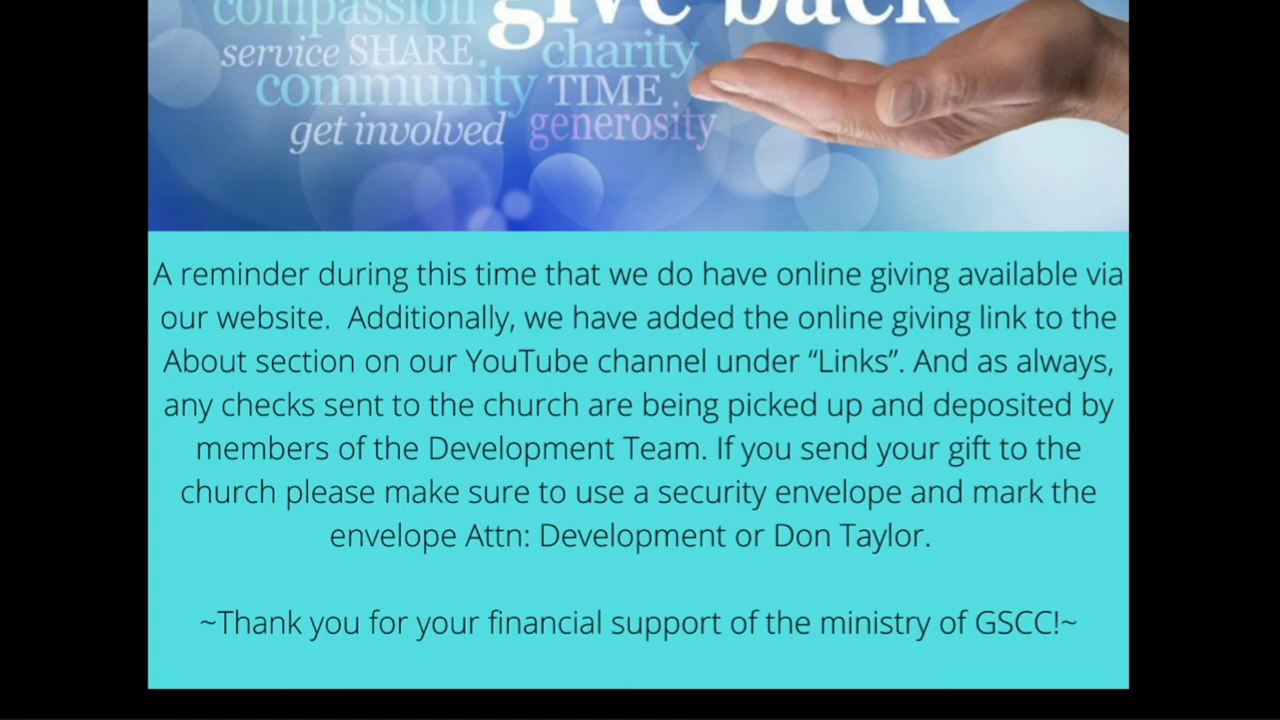 compassion give back
service SHARE charity
community TIME
get involved generosity
A reminder during this time that we do have online giving available via
our website.  Additionally, we have added the online giving link to the
About section on our YouTube channel under “Links”. And as always,
any checks sent to the church are being picked up and deposited by
members of the Development Team. If you send your gift to the
church please make sure to use a security envelope and mark the
envelope Attn: Development or Don Taylor.
~Thank you for your financial support of the ministry of GSCC!~